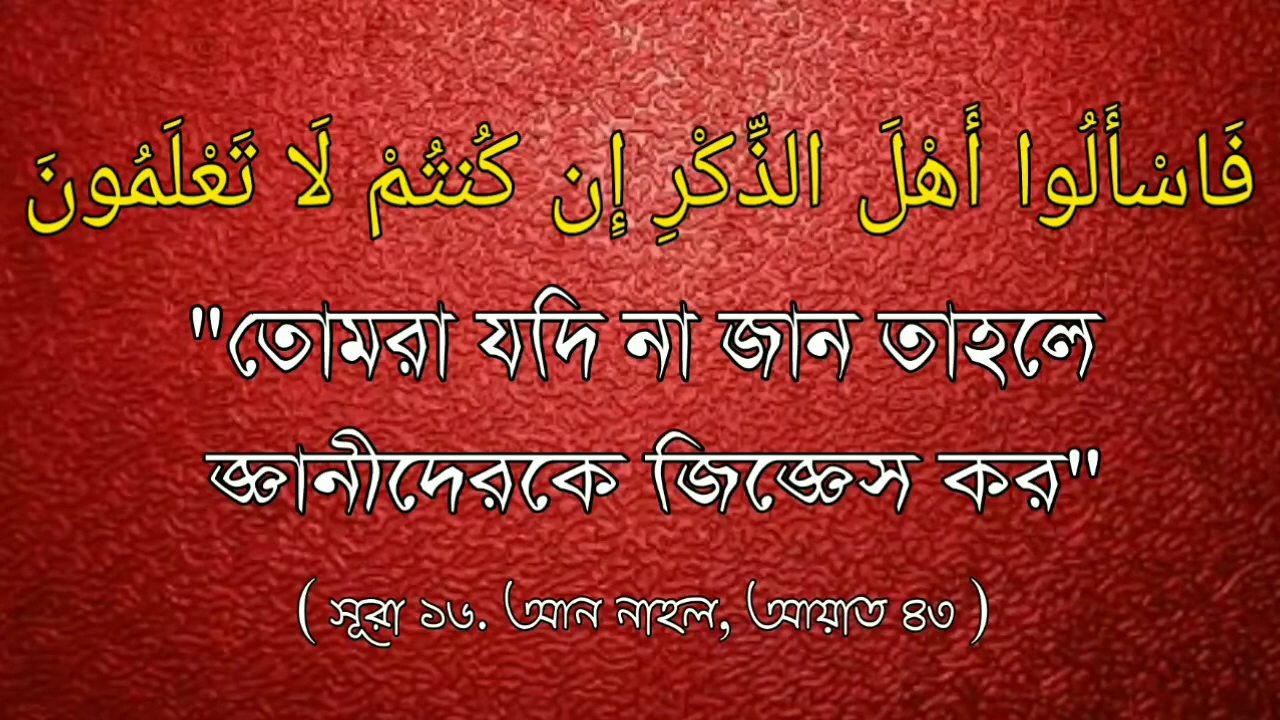 فَاسْأَلُوا أَهْلَ الذِّكْرِ إِن كُنتُمْ لَا تَعْلَمُونَ
"তোমরা যদি না জান তাহলে
জ্ঞানীদেরকে জিজ্ঞেস কর"
( সূরা ১৬. আন নাহল, আয়াত ৪৩ )